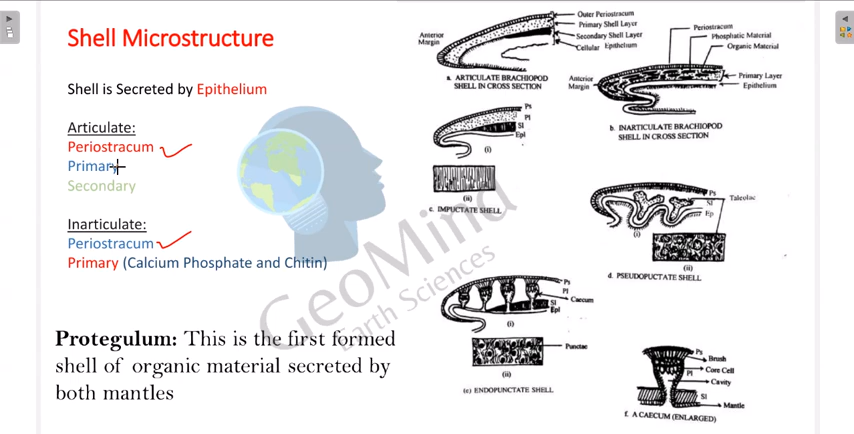 Shell Microstructure
Shell is Secreted by Epithelium
Articulate:
Periostracum
Primary
Secondary
Inarticulate:
Periostracum
Primary (Calcium Phosphate and Chitin)
Protegulum: This is the first formed
shell of organic material secreted by
both mantles
GeoMind
Earth Sciences
Outer Periostracum
Primary Shell Layer
Secondary Shell Layer
Cellular Epithelium
Anterior
Margin
a. ARTICULATE BRACHIOPOD
SHELL IN CROSS SECTION
Periostracum
Phosphatic Material
Organic Material
Primary Layer
Epithelium
Anterior
Margin
b. INARTICULATE BRACHIOPOD
SHELL IN CROSS SECTION
Ps
Pl
Sl
Epl
(i)
(ii)
c. IMPUCTATE SHELL
Ps
Sl
Ep
Taleolac
(i)
(ii)
d. PSEUDOPUCTATE SHELL
Ps
Pl
Caecum
Sl
Epl
(i)
Punctae
(ii)
(e) ENDOPUNCTATE SHELL
Ps
Brush
Core Cell
Pl
Cavity
Sl
Mantle
f. A CAECUM (ENLARGED)